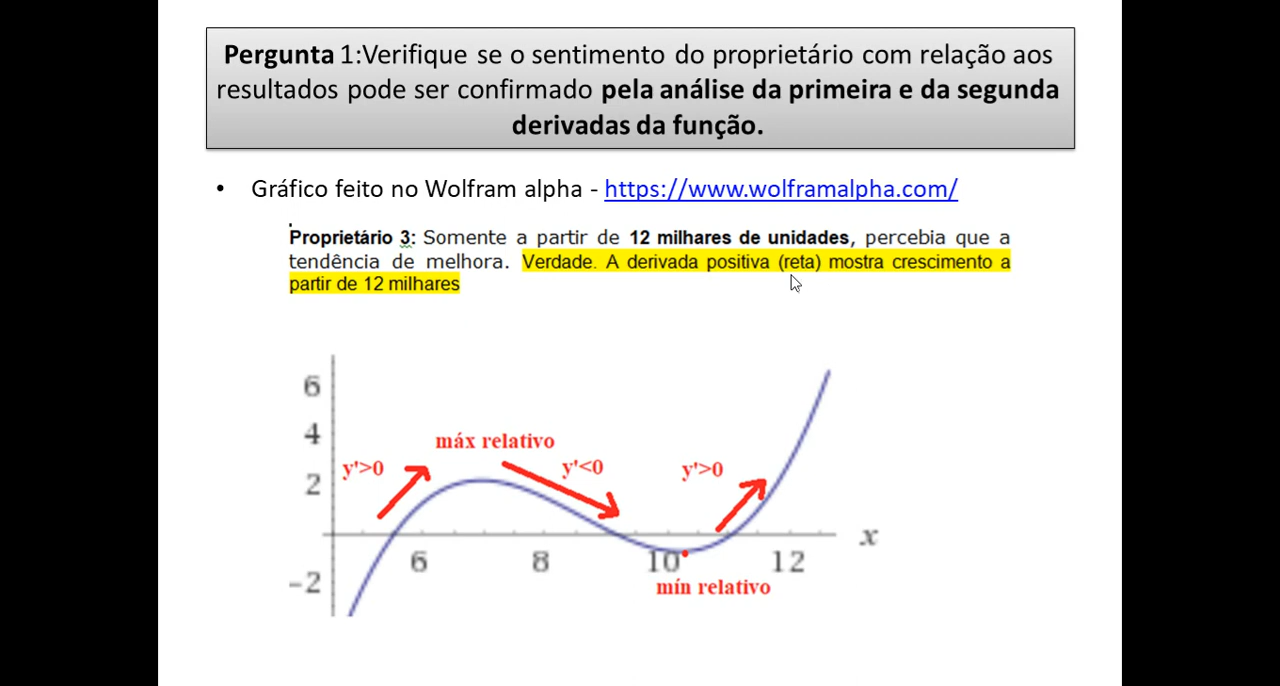 Pergunta 1:Verifique se o sentimento do proprietário com relação aos
resultados pode ser confirmado pela análise da primeira e da segunda
derivadas da função.
• Gráfico feito no Wolfram alpha - https://www.wolframalpha.com/
Proprietário 3: Somente a partir de 12 milhares de unidades, percebia que a
tendência de melhora. Verdade. A derivada positiva (reta) mostra crescimento a
partir de 12 milhares
6
4
2
-2
máx relativo
y'>0
y'<0
y'>0
6
8
10
12
x
mín relativo